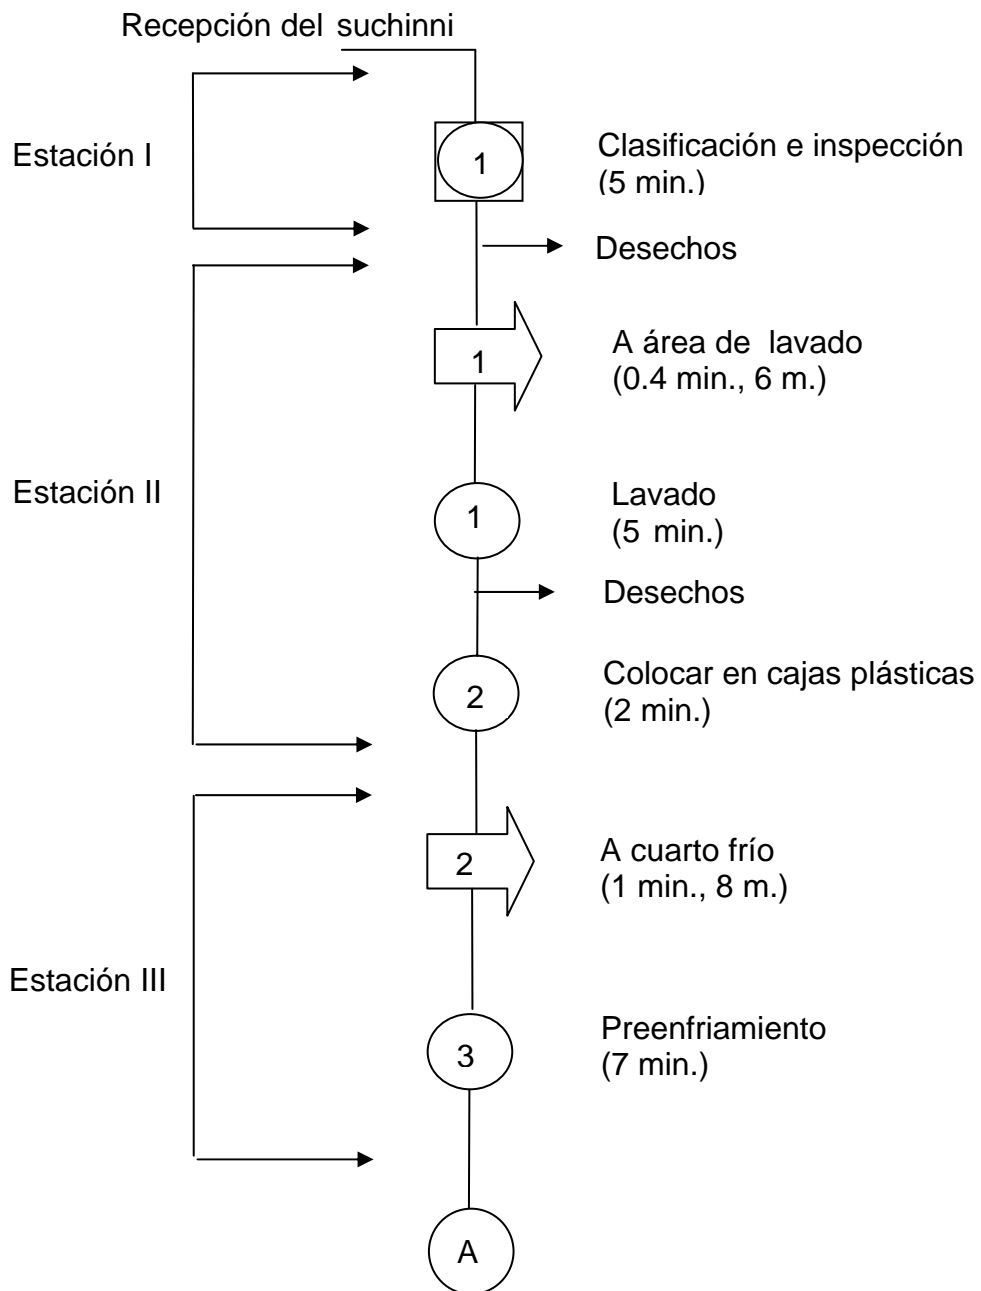 Recepción del suchinni
Estación I
1
Clasificación e inspección
(5 min.)
Desechos
1
A área de lavado
(0.4 min., 6 m.)
Estación II
1
Lavado
(5 min.)
Desechos
2
Colocar en cajas plásticas
(2 min.)
2
A cuarto frío
(1 min., 8 m.)
Estación III
3
Preenfriamiento
(7 min.)
A